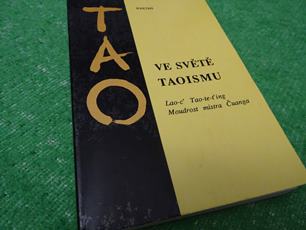 TAO
VE SVĚTĚ
TAOISMU
Lao-c' Tao-te-ťing
Moudrost mistra Čuanga